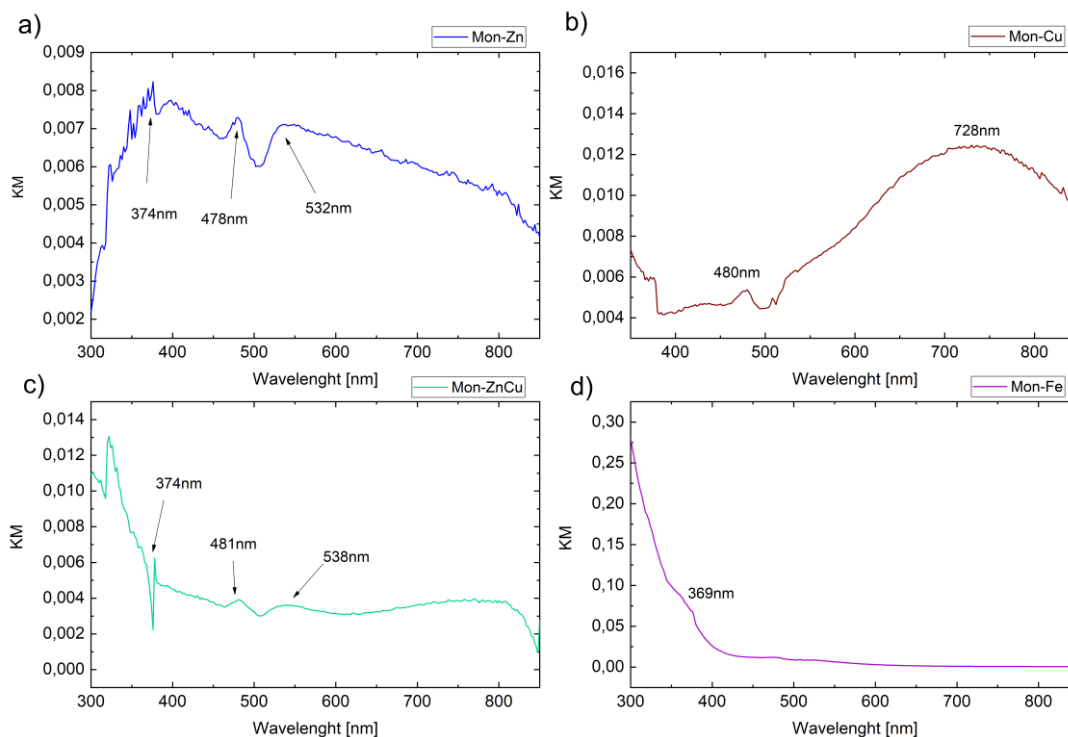 a)
Mon-Zn
0,009
0,008
0,007
0,006
0,005
0,004
0,003
0,002
KM
374nm
478nm
532nm
300 400 500 600 700 800
Wavelenght [nm]
b)
Mon-Cu
0,016
0,014
0,012
0,010
0,008
0,006
0,004
KM
480nm
728nm
400 500 600 700 800
Wavelenght [nm]
c)
Mon-ZnCu
0,014
0,012
0,010
0,008
0,006
0,004
0,002
0,000
KM
374nm
481nm
538nm
300 400 500 600 700 800
Wavelenght [nm]
d)
Mon-Fe
0,30
0,25
0,20
0,15
0,10
0,05
0,00
KM
369nm
300 400 500 600 700 800
Wavelenght [nm]